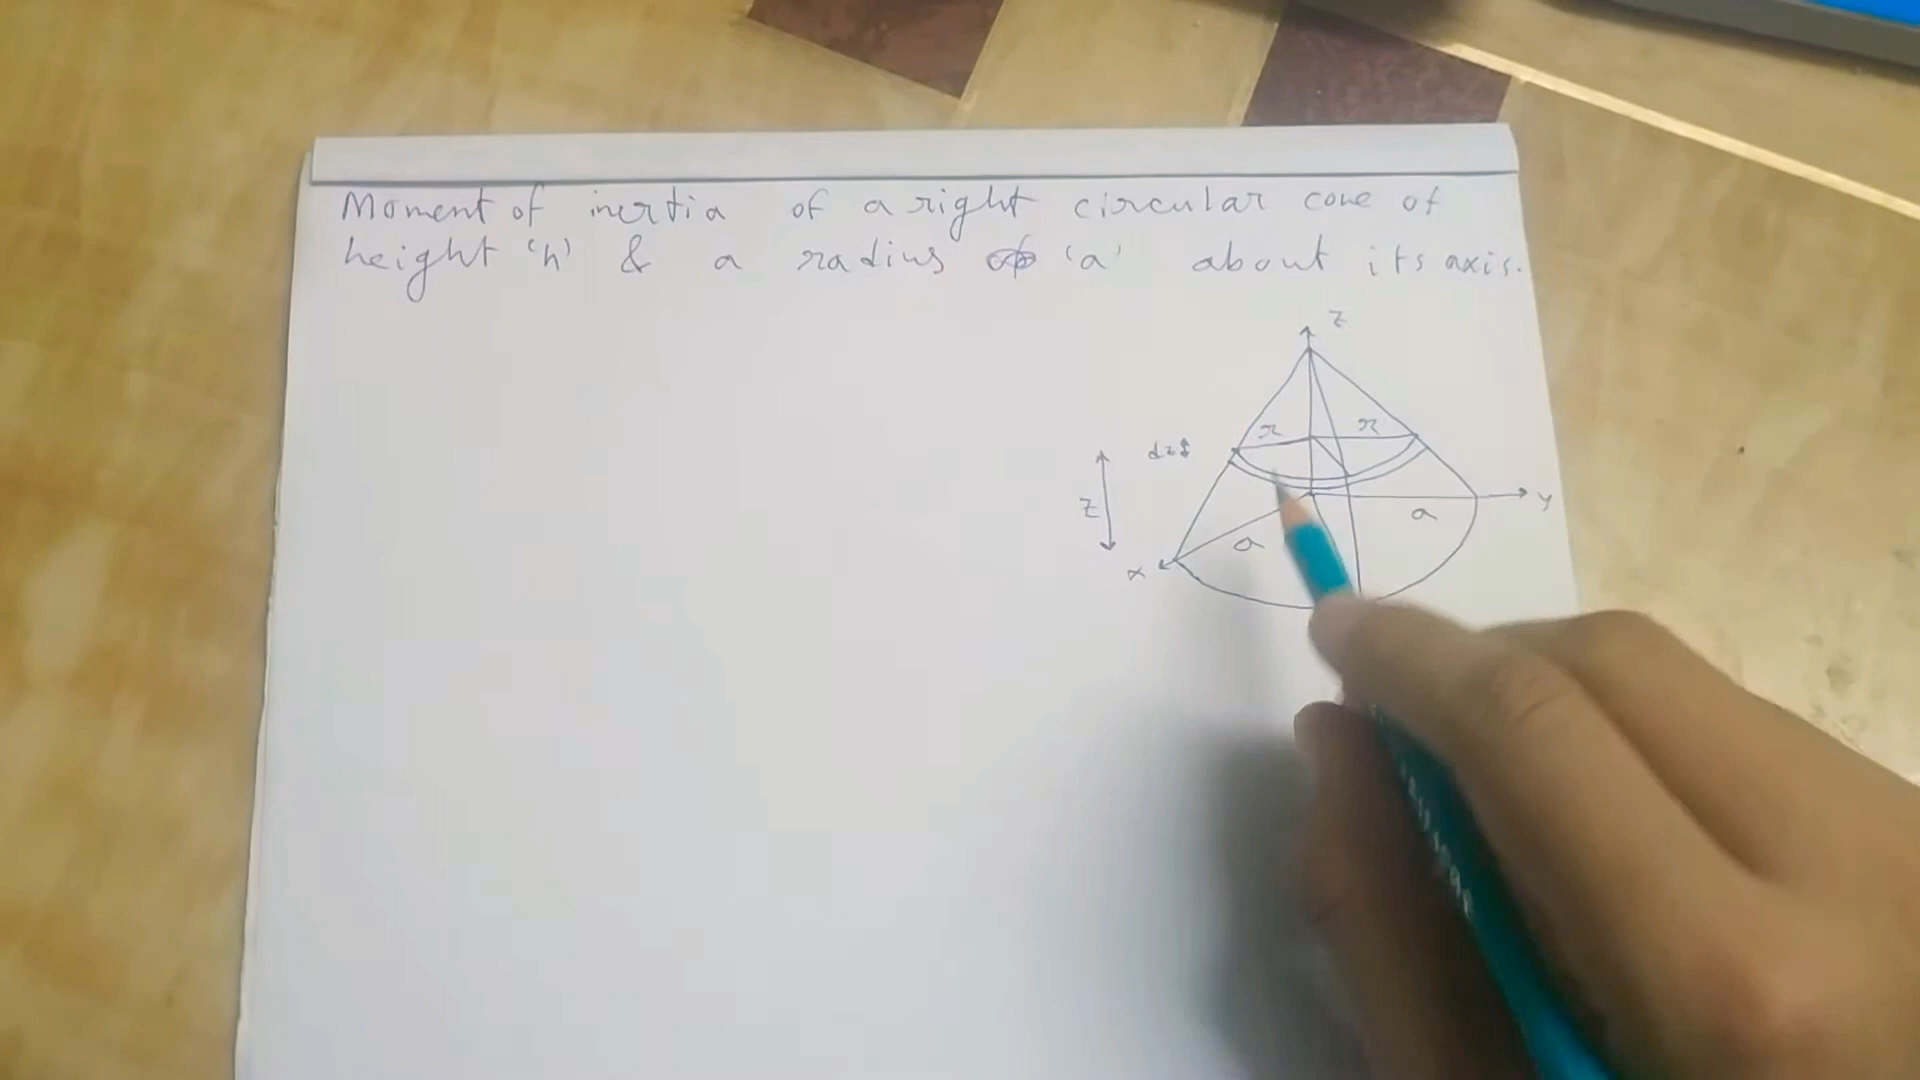 Moment of inertia of a right circular cone of
height 'h' & a radius 'a' about its axis.
z
r r
dz
z
y
a
a
x